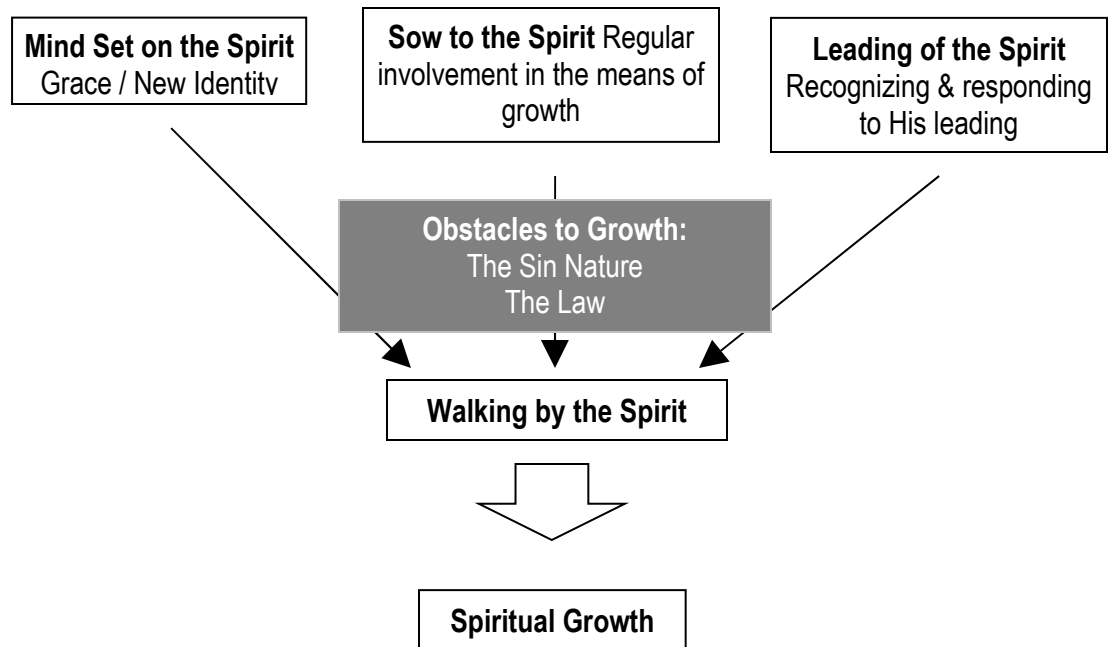 Mind Set on the Spirit
Grace / New Identity
Sow to the Spirit Regular
involvement in the means of
growth
Leading of the Spirit
Recognizing & responding
to His leading
Obstacles to Growth:
The Sin Nature
The Law
Walking by the Spirit
Spiritual Growth